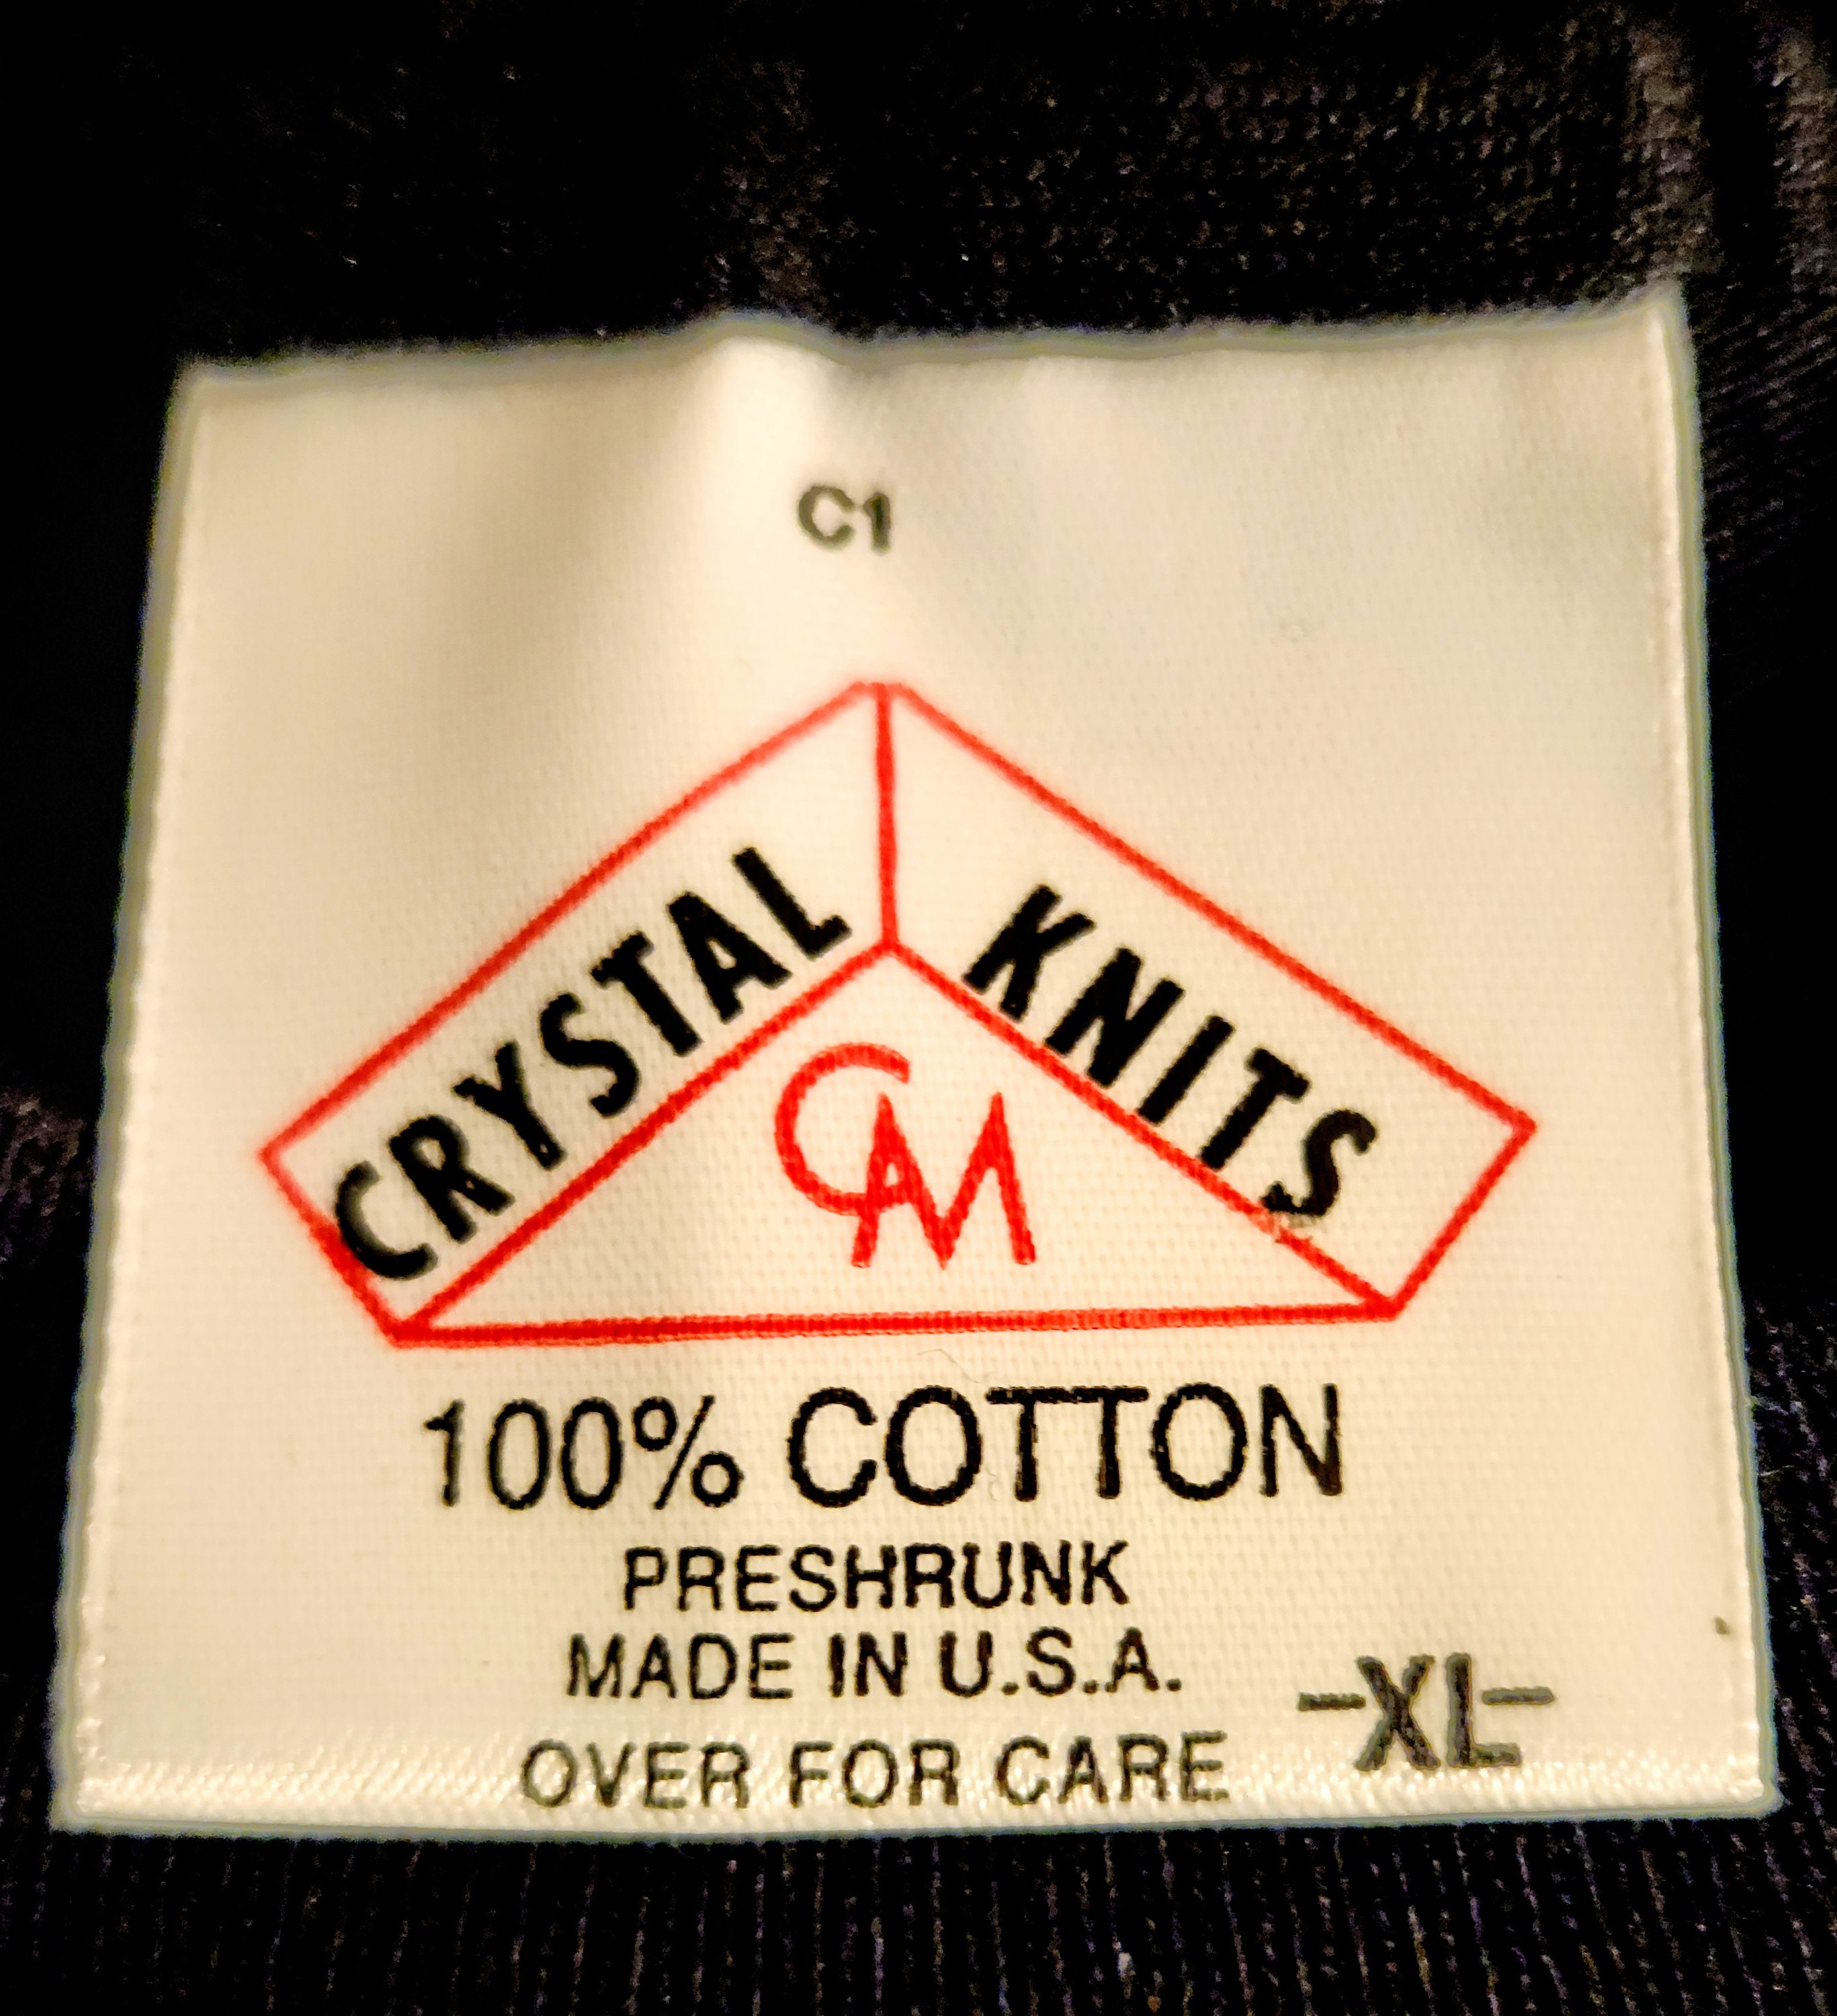 C1
CRYSTAL KNITS
CM
100% COTTON
PRESHRUNK
MADE IN U.S.A.
-XL-
OVER FOR CARE